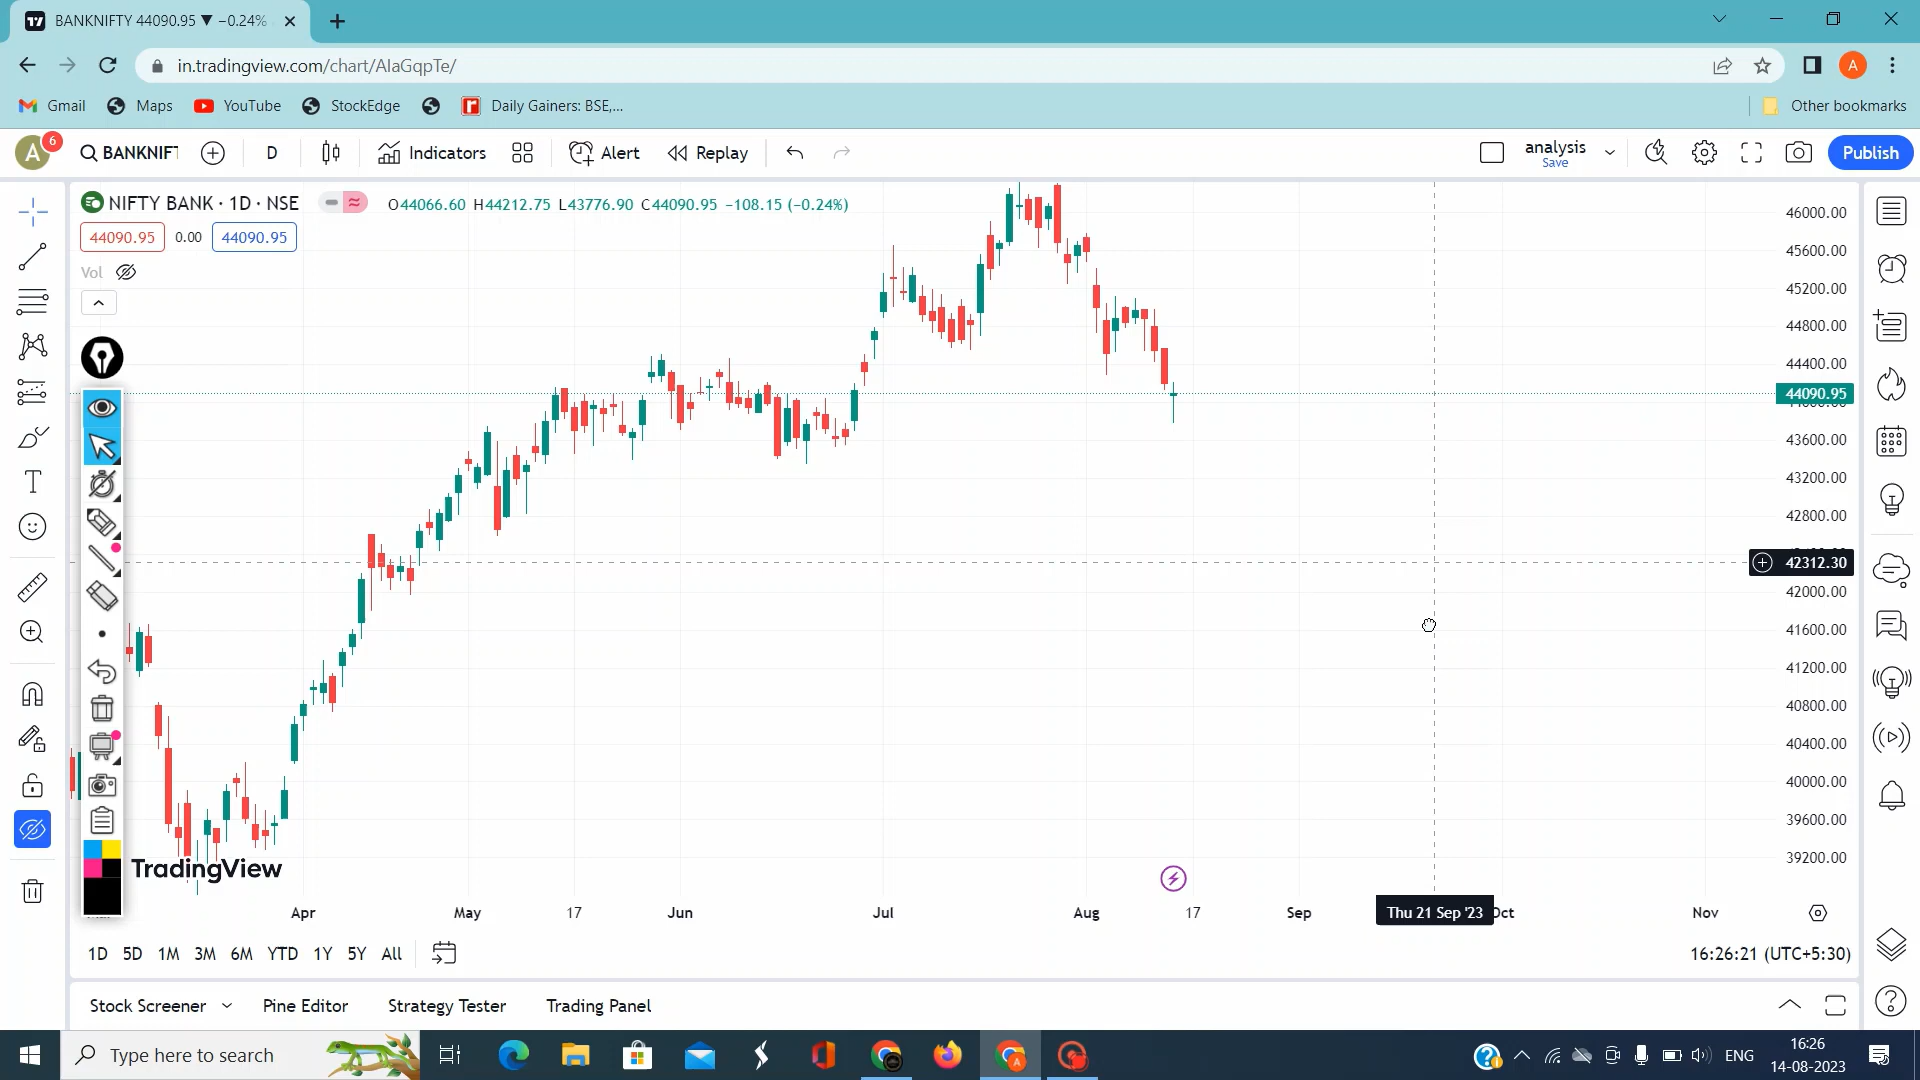 BANKNIFTY 44090.95 ▼ −0.24%
in.tradingview.com/chart/AIaGqpTe/
A
Gmail
Maps
YouTube
StockEdge
Daily Gainers: BSE,...
Other bookmarks
A
6
BANKNIF
D
Indicators
Alert
Replay
analysis
Save
Publish
NIFTY BANK · 1D · NSE
O44066.60 H44212.75 L43776.90 C44090.95 −108.15 (−0.24%)
44090.95
0.00
44090.95
Vol
46000.00
45600.00
45200.00
44800.00
44400.00
44090.95
43600.00
43200.00
42800.00
42312.30
42000.00
41600.00
41200.00
40800.00
40400.00
40000.00
39600.00
39200.00
TradingView
Apr
May
17
Jun
Jul
Aug
17
Sep
Thu 21 Sep '23
Oct
Nov
1D 5D 1M 3M 6M YTD 1Y 5Y All
16:26:21 (UTC+5:30)
Stock Screener
Pine Editor
Strategy Tester
Trading Panel
Type here to search
ENG
16:26
14-08-2023